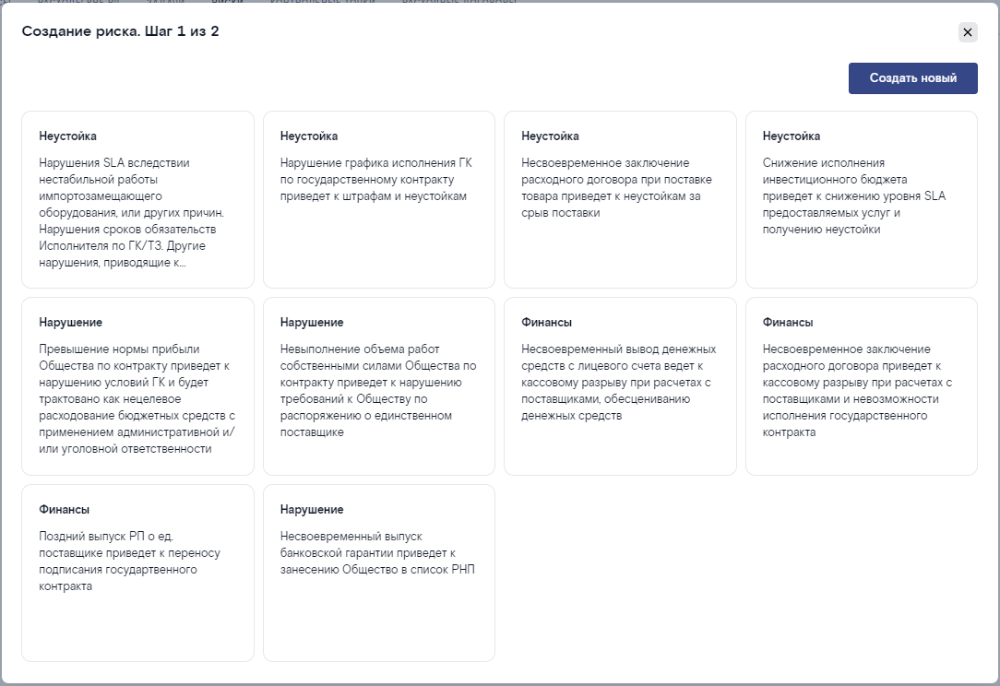 РИСКИ
Создание риска. Шаг 1 из 2
Создать новый
Неустойка
Нарушения SLA вследствии
нестабильной работы
импортозамещающего
оборудования, или других причин.
Нарушения сроков обязательств
Исполнителя по ГК/ТЗ. Другие
нарушения, приводящие к...
Неустойка
Нарушение графика исполнения ГК
по государственному контракту
приведет к штрафам и неустойкам
Неустойка
Несвоевременное заключение
расходного договора при поставке
товара приведет к неустойкам за
срыв поставки
Неустойка
Снижение исполнения
инвестиционного бюджета
приведет к снижению уровня SLA
предоставляемых услуг и
получению неустойки
Нарушение
Превышение нормы прибыли
Общества по контракту приведет к
нарушению условий ГК и будет
трактовано как нецелевое
расходование бюджетных средств с
применением административной и/
или уголовной ответственности
Нарушение
Невыполнение объема работ
собственными силами Общества по
контракту приведет к нарушению
требований к Обществу по
распоряжению о единственном
поставщике
Финансы
Несвоевременный вывод денежных
средств с лицевого счета ведет к
кассовому разрыву при расчетах с
поставщиками, обесцениванию
денежных средств
Финансы
Несвоевременное заключение
расходного договора приведет к
кассовому разрыву при расчетах с
поставщиками и невозможности
исполнения государственного
контракта
Финансы
Поздний выпуск РП о ед.
поставщике приведет к переносу
подписания государтвенного
контракта
Нарушение
Несвоевременный выпуск
банковской гарантии приведет к
занесению Общество в список РНП